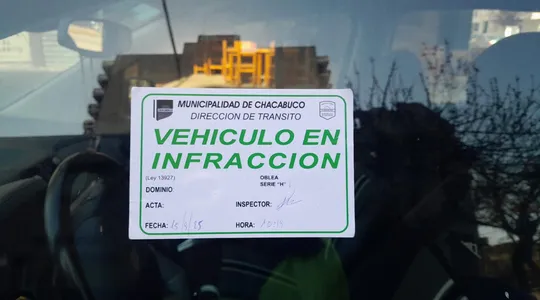 MUNICIPALIDAD DE CHACABUCO
DIRECCION DE TRANSITO
VEHICULO EN
INFRACCION
(Ley 13927)
OBLEA
SERIE "H"
DOMINIO
ACTA:
INSPECTOR:
FECHA:
HORA: